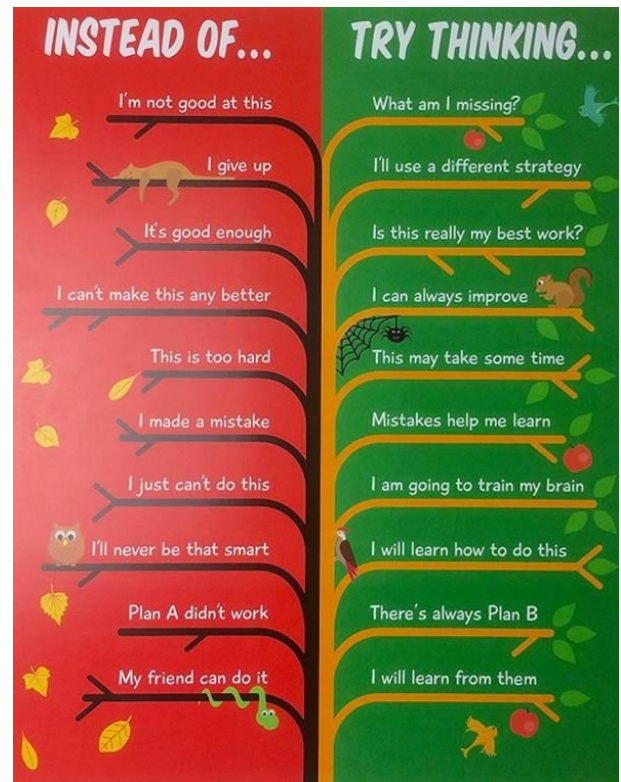 INSTEAD OF...
TRY THINKING...
I'm not good at this
What am I missing?
I give up
I'll use a different strategy
It's good enough
Is this really my best work?
I can't make this any better
I can always improve
This is too hard
This may take some time
I made a mistake
Mistakes help me learn
I just can't do this
I am going to train my brain
I'll never be that smart
I will learn how to do this
Plan A didn't work
There's always Plan B
My friend can do it
I will learn from them